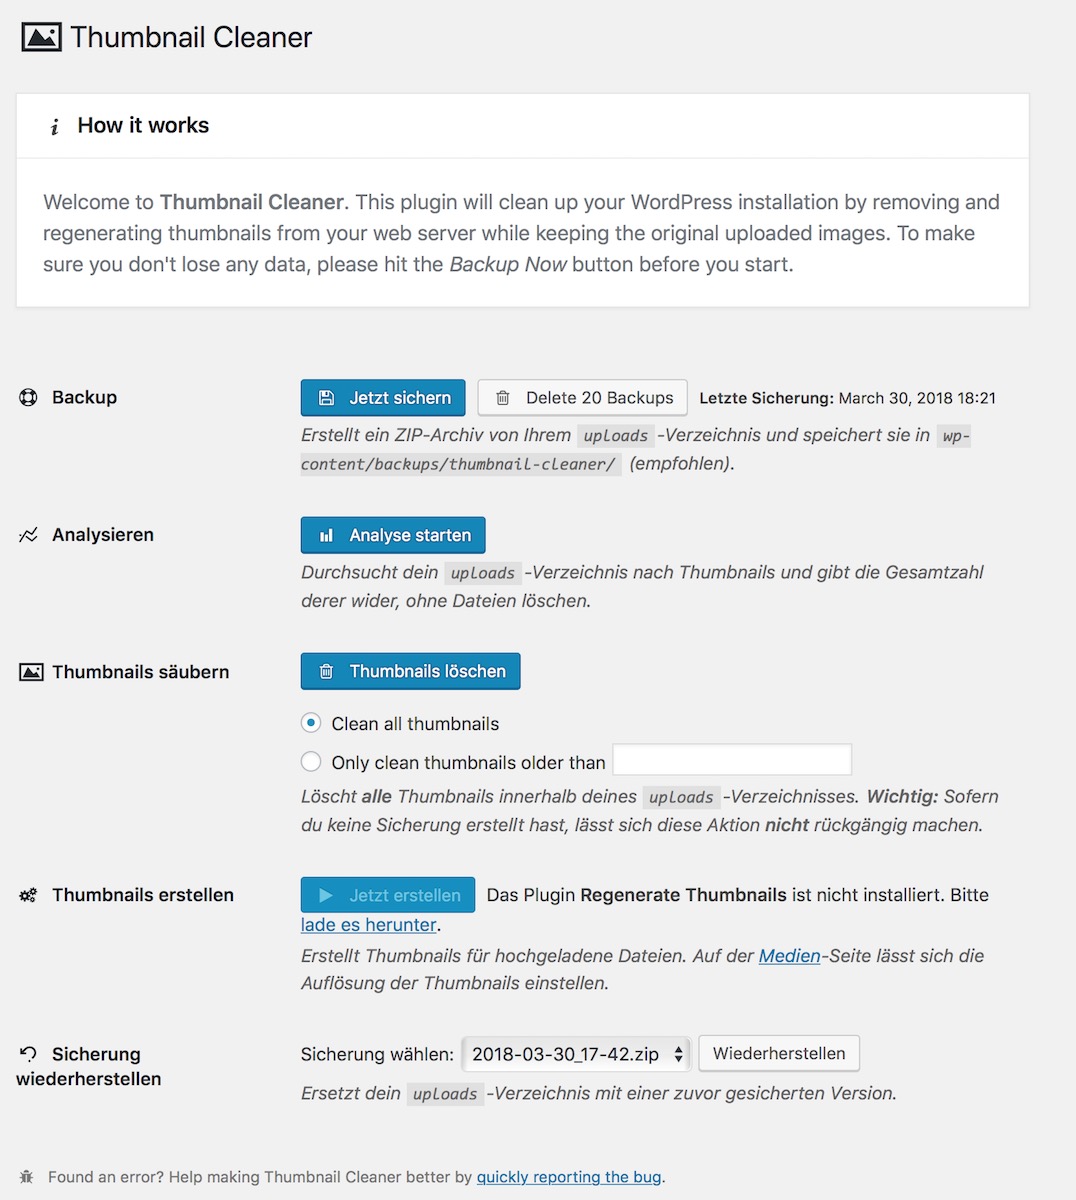 Thumbnail Cleaner
How it works
Welcome to Thumbnail Cleaner. This plugin will clean up your WordPress installation by removing and
regenerating thumbnails from your web server while keeping the original uploaded images. To make
sure you don't lose any data, please hit the Backup Now button before you start.
Backup
Jetzt sichern Delete 20 Backups Letzte Sicherung: March 30, 2018 18:21
Erstellt ein ZIP-Archiv von Ihrem uploads -Verzeichnis und speichert sie in wp-
content/backups/thumbnail-cleaner/ (empfohlen).
Analysieren
Analyse starten
Durchsucht dein uploads -Verzeichnis nach Thumbnails und gibt die Gesamtzahl
derer wider, ohne Dateien löschen.
Thumbnails säubern
Thumbnails löschen
Clean all thumbnails
Only clean thumbnails older than
Löscht alle Thumbnails innerhalb deines uploads -Verzeichnisses. Wichtig: Sofern
du keine Sicherung erstellt hast, lässt sich diese Aktion nicht rückgängig machen.
Thumbnails erstellen
Jetzt erstellen Das Plugin Regenerate Thumbnails ist nicht installiert. Bitte
lade es herunter.
Erstellt Thumbnails für hochgeladene Dateien. Auf der Medien-Seite lässt sich die
Auflösung der Thumbnails einstellen.
Sicherung
wiederherstellen
Sicherung wählen: 2018-03-30_17-42.zip Wiederherstellen
Ersetzt dein uploads -Verzeichnis mit einer zuvor gesicherten Version.
Found an error? Help making Thumbnail Cleaner better by quickly reporting the bug.